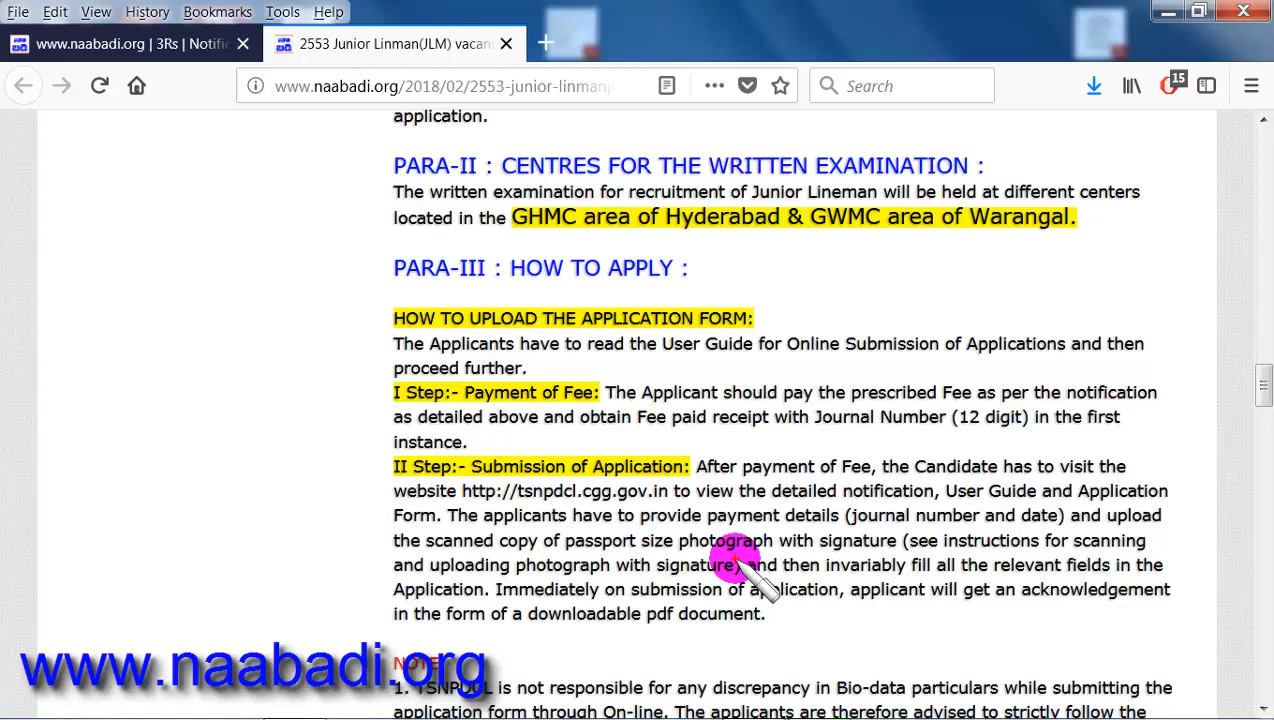 File Edit View History Bookmarks Tools Help
www.naabadi.org | 3Rs | Notific
2553 Junior Linman(JLM) vacan
www.naabadi.org/2018/02/2553-junior-linmanj
Search
15
application.
PARA-II : CENTRES FOR THE WRITTEN EXAMINATION :
The written examination for recruitment of Junior Lineman will be held at different centers
located in the GHMC area of Hyderabad & GWMC area of Warangal.
PARA-III : HOW TO APPLY :
HOW TO UPLOAD THE APPLICATION FORM:
The Applicants have to read the User Guide for Online Submission of Applications and then
proceed further.
I Step:- Payment of Fee: The Applicant should pay the prescribed Fee as per the notification
as detailed above and obtain Fee paid receipt with Journal Number (12 digit) in the first
instance.
II Step:- Submission of Application: After payment of Fee, the Candidate has to visit the
website http://tsnpdcl.cgg.gov.in to view the detailed notification, User Guide and Application
Form. The applicants have to provide payment details (journal number and date) and upload
the scanned copy of passport size photograph with signature (see instructions for scanning
and uploading photograph with signature) and then invariably fill all the relevant fields in the
Application. Immediately on submission of application, applicant will get an acknowledgement
in the form of a downloadable pdf document.
NOTE
www.naabadi.org
1. TSNPDCL is not responsible for any discrepancy in Bio-data particulars while submitting the
application form through On-line. The applicants are therefore advised to strictly follow the